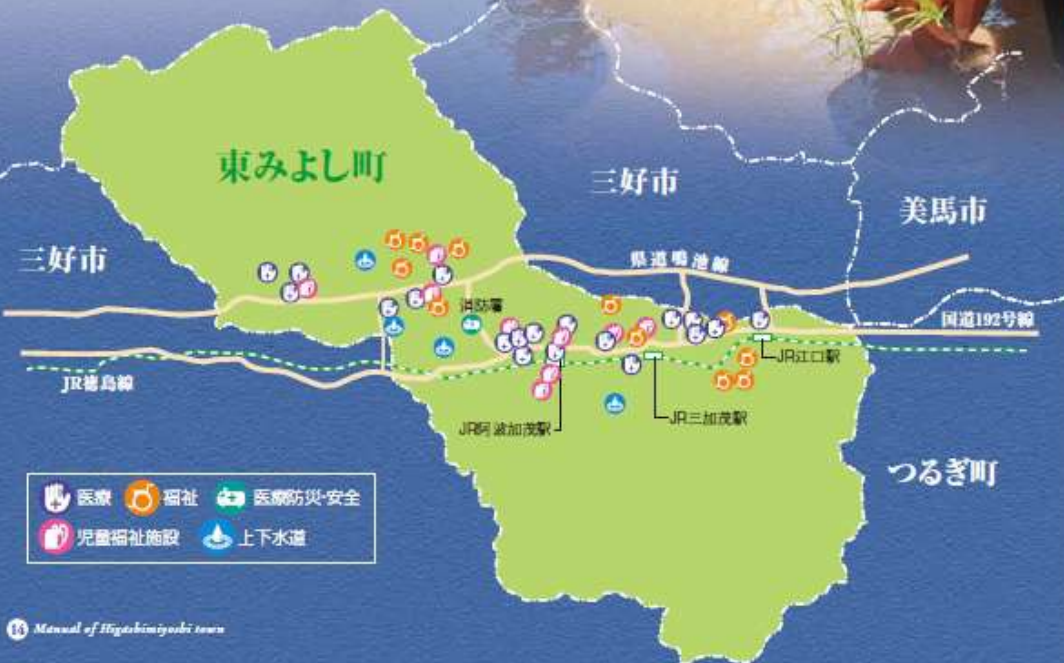 東みよし町
三好市
美馬市
三好市
県道鳴池線
消防署
国道192号線
JR江口駅
JR徳島線
JR三加茂駅
JR阿波加茂駅
つるぎ町
医療 福祉 医療防災・安全
児童福祉施設 上下水道
14 Manual of Higashimiyoshi town